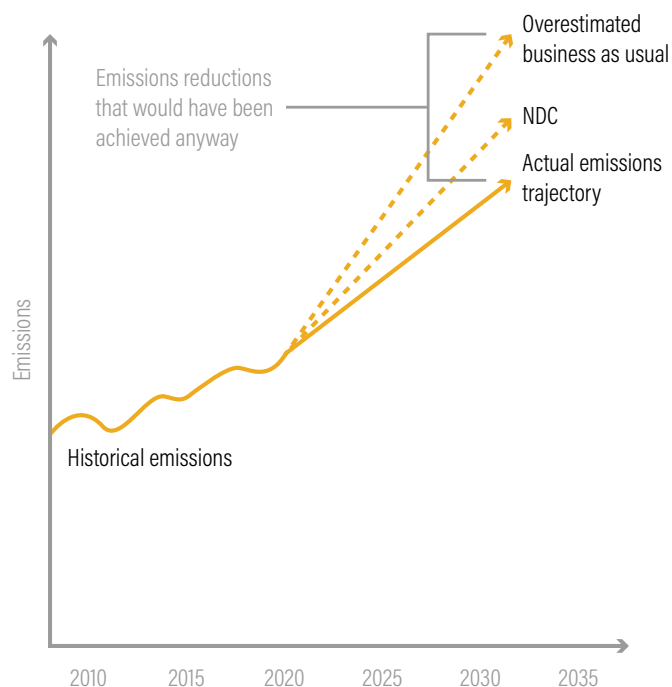 Overestimated
business as usual
Emissions reductions
that would have been
achieved anyway
NDC
Actual emissions
trajectory
Emissions
Historical emissions
2010 2015 2020 2025 2030 2035